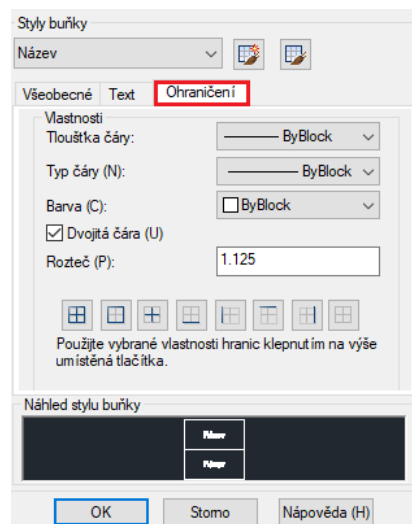 Styly buňky
Název
Všeobecné Text Ohraničení
Vlastnosti
Tloušťka čáry: ByBlock
Typ čáry (N): ByBlock
Barva (C): ByBlock
Dvojitá čára (U)
Rozteč (P): 1.125
Použijte vybrané vlastnosti hranic klepnutím na výše
umístěná tlačítka.
Náhled stylu buňky
OK Storno Nápověda (H)